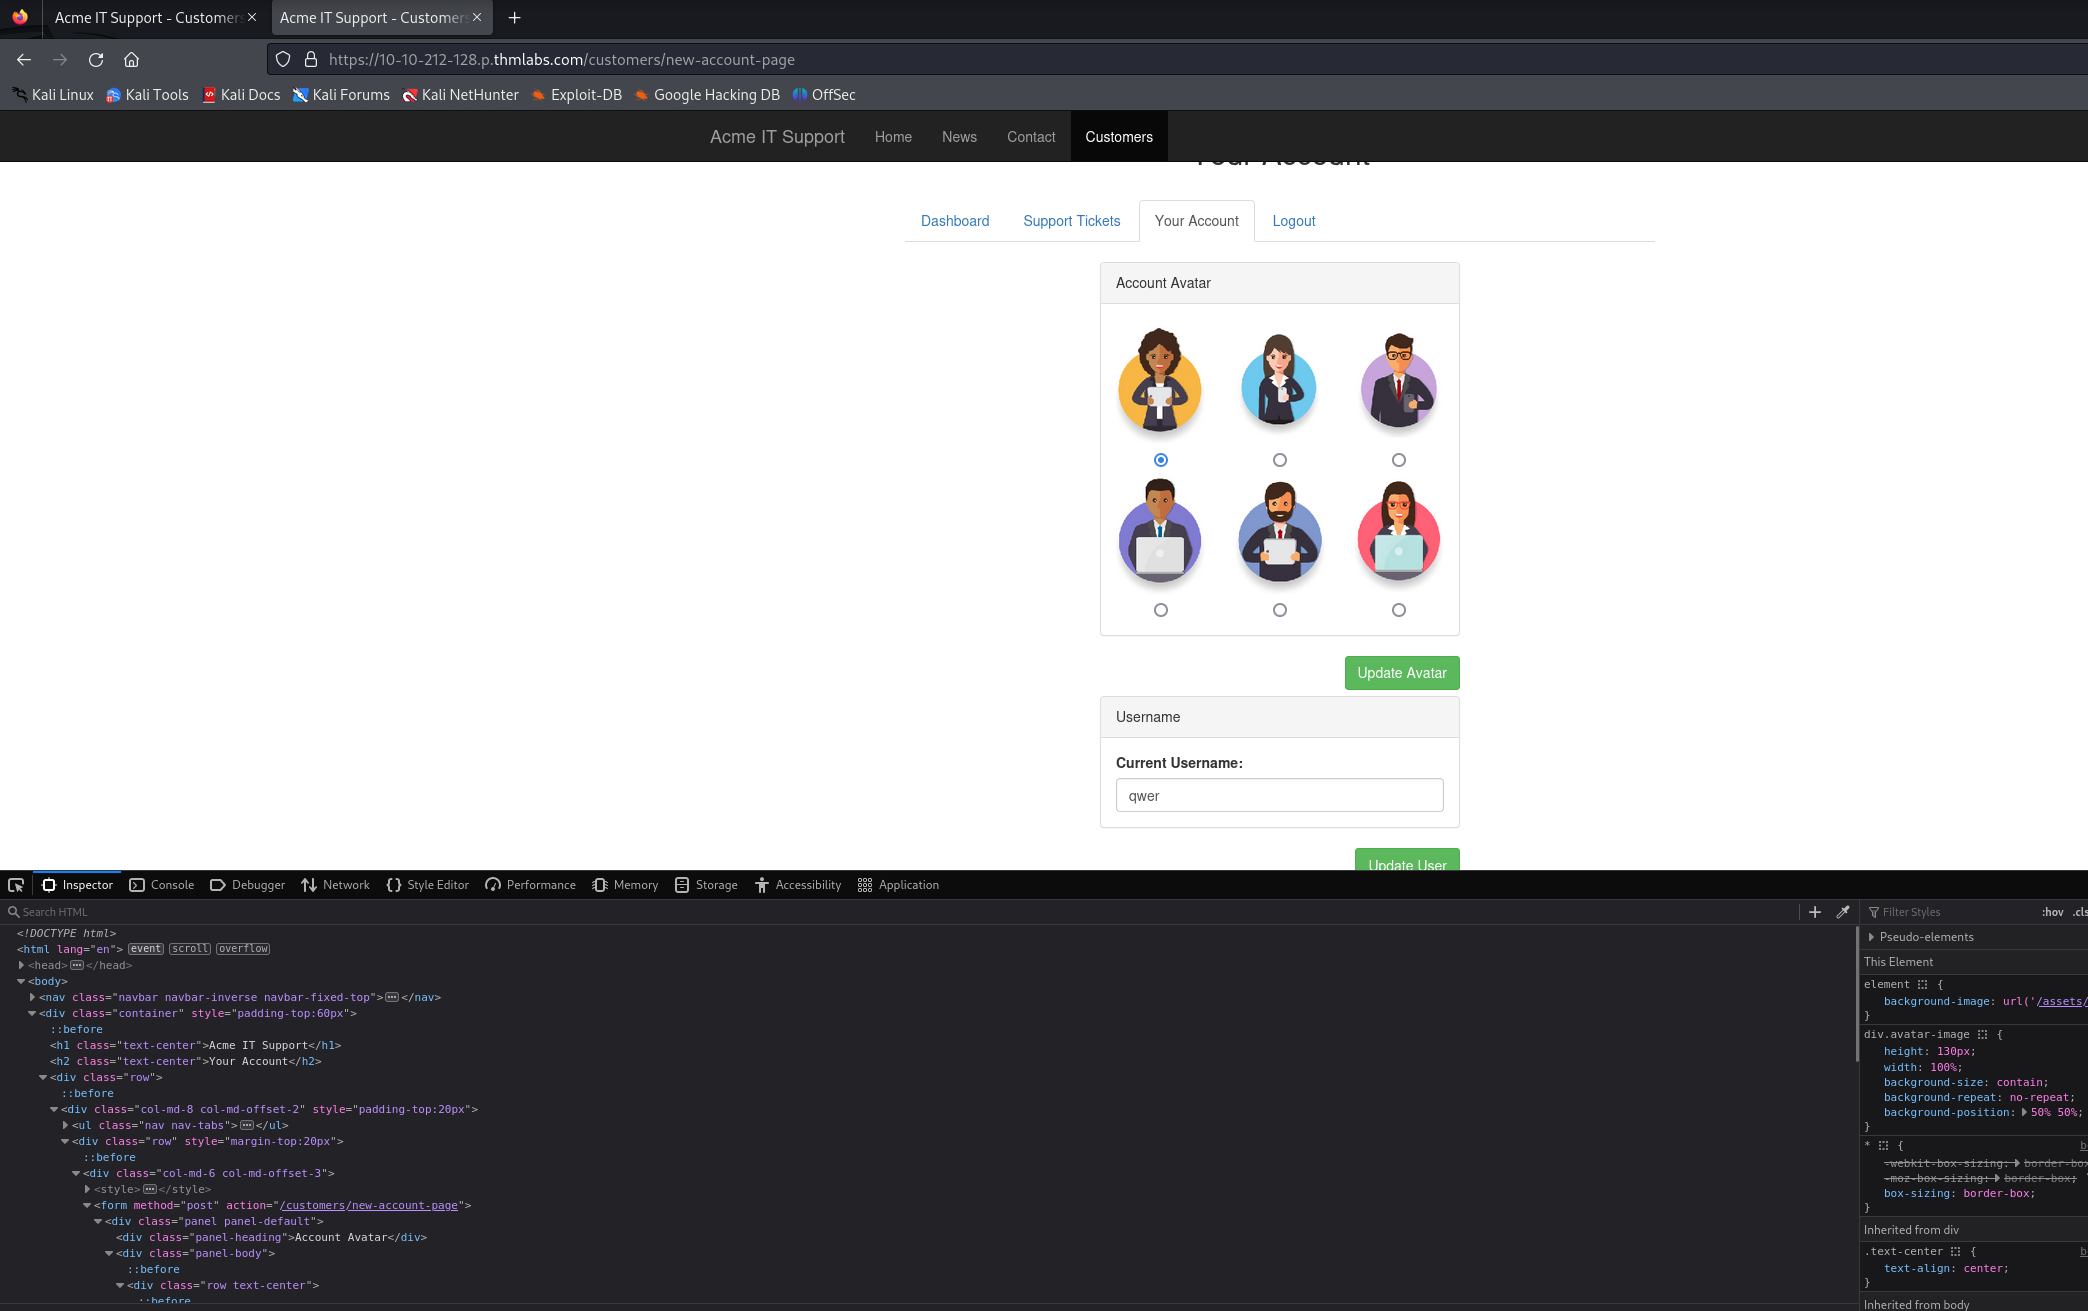 Acme IT Support - Customer
Acme IT Support - Customer
https://10-10-212-128.p.thmlabs.com/customers/new-account-page
Kali Linux Kali Tools Kali Docs Kali Forums Kali NetHunter Exploit-DB Google Hacking DB OffSec
Acme IT Support Home News Contact Customers
Your Account
Dashboard Support Tickets Your Account Logout
Account Avatar
Update Avatar
Username
Current Username:
qwer
Update User
Inspector Console Debugger Network Style Editor Performance Memory Storage Accessibility Application
Search HTML
<!DOCTYPE html>
<html lang="en"> event scroll overflow
<head> ... </head>
<body>
<nav class="navbar navbar-inverse navbar-fixed-top"> ... </nav>
<div class="container" style="padding-top:60px">
::before
<h1 class="text-center">Acme IT Support</h1>
<h2 class="text-center">Your Account</h2>
<div class="row">
::before
<div class="col-md-8 col-md-offset-2" style="padding-top:20px">
<ul class="nav nav-tabs"> ... </ul>
<div class="row" style="margin-top:20px">
::before
<div class="col-md-6 col-md-offset-3">
<style> ... </style>
<form method="post" action="/customers/new-account-page">
<div class="panel panel-default">
<div class="panel-heading">Account Avatar</div>
<div class="panel-body">
::before
<div class="row text-center">
::before
Filter Styles :hov .cls
Pseudo-elements
This Element
element {
background-image: url('/assets/
}
div.avatar-image {
height: 130px;
width: 100%;
background-size: contain;
background-repeat: no-repeat;
background-position: 50% 50%;
}
* { b
-webkit-box-sizing: border-box
-moz-box-sizing: border-box;
box-sizing: border-box;
}
Inherited from div
.text-center { b
text-align: center;
}
Inherited from body